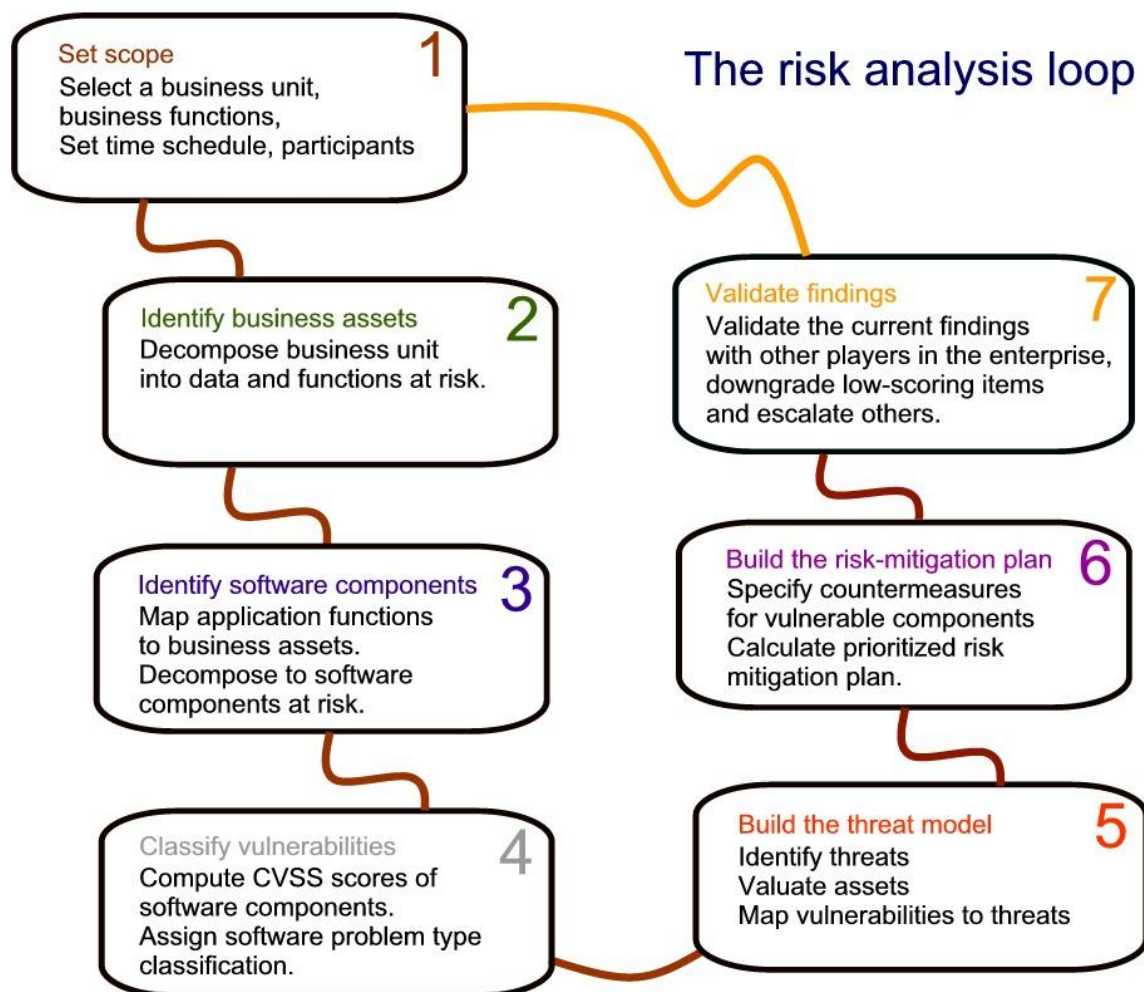 The risk analysis loop
1
Set scope
Select a business unit,
business functions,
Set time schedule, participants
2
Identify business assets
Decompose business unit
into data and functions at risk.
3
Identify software components
Map application functions
to business assets.
Decompose to software
components at risk.
4
Classify vulnerabilities
Compute CVSS scores of
software components.
Assign software problem type
classification.
5
Build the threat model
Identify threats
Valuate assets
Map vulnerabilities to threats
6
Build the risk-mitigation plan
Specify countermeasures
for vulnerable components
Calculate prioritized risk
mitigation plan.
7
Validate findings
Validate the current findings
with other players in the enterprise,
downgrade low-scoring items
and escalate others.